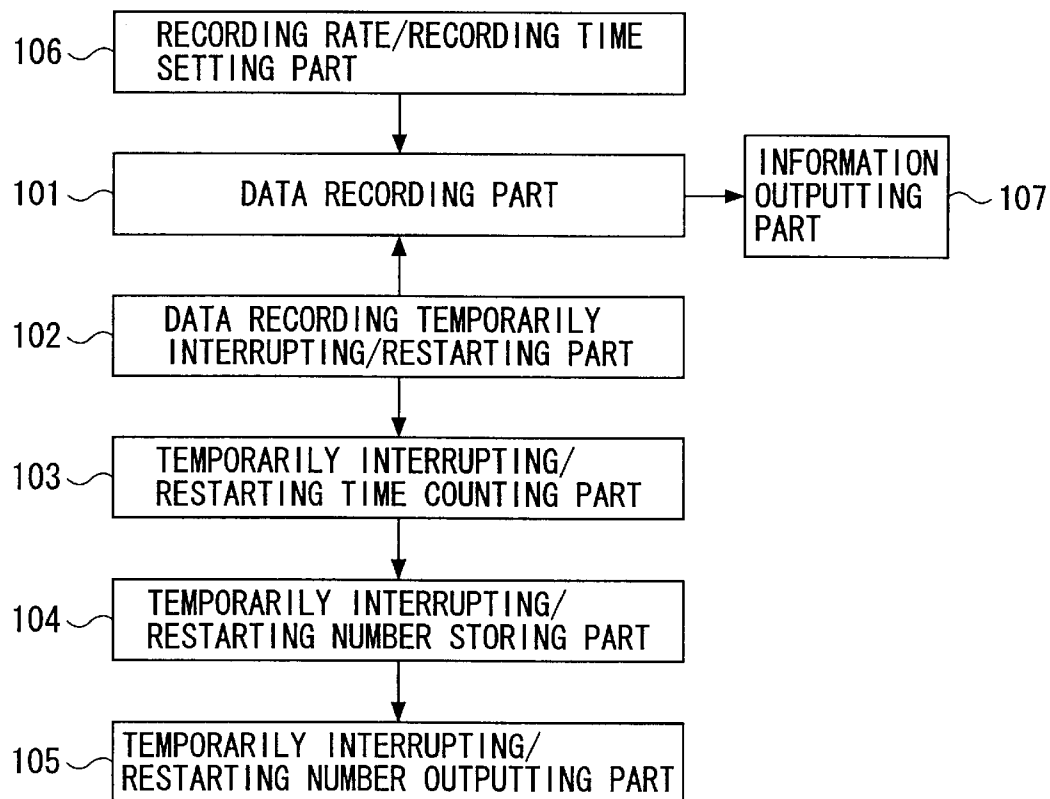 106
RECORDING RATE/RECORDING TIME
SETTING PART
101
DATA RECORDING PART
INFORMATION
OUTPUTTING
PART
107
102
DATA RECORDING TEMPORARILY
INTERRUPTING/RESTARTING PART
103
TEMPORARILY INTERRUPTING/
RESTARTING TIME COUNTING PART
104
TEMPORARILY INTERRUPTING/
RESTARTING NUMBER STORING PART
105
TEMPORARILY INTERRUPTING/
RESTARTING NUMBER OUTPUTTING PART